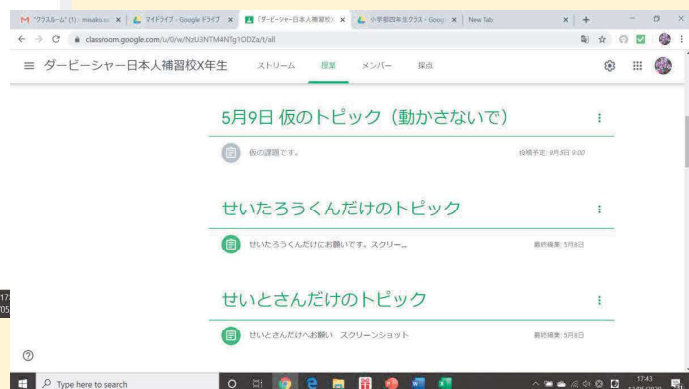 "クラスルーム" (1) - misako.su
マイドライブ - Google ドライブ
「ダービーシャー日本人補習校X
小学部四年生クラス - Goog
New Tab
classroom.google.com/u/0/w/NzU3NTM4NTg1ODZa/t/all
ダービーシャー日本人補習校X年生
ストリーム 授業 メンバー 採点
5月9日 仮のトピック（動かさないで）
仮の課題です。
投稿予定: 9月5日 9:00
せいたろうくんだけのトピック
せいたろうくんだけにお願いです。スクリー...
最終編集: 5月8日
せいとさんだけのトピック
せいとさんだけへお願い スクリーンショット
最終編集: 5月8日
Type here to search
17:43